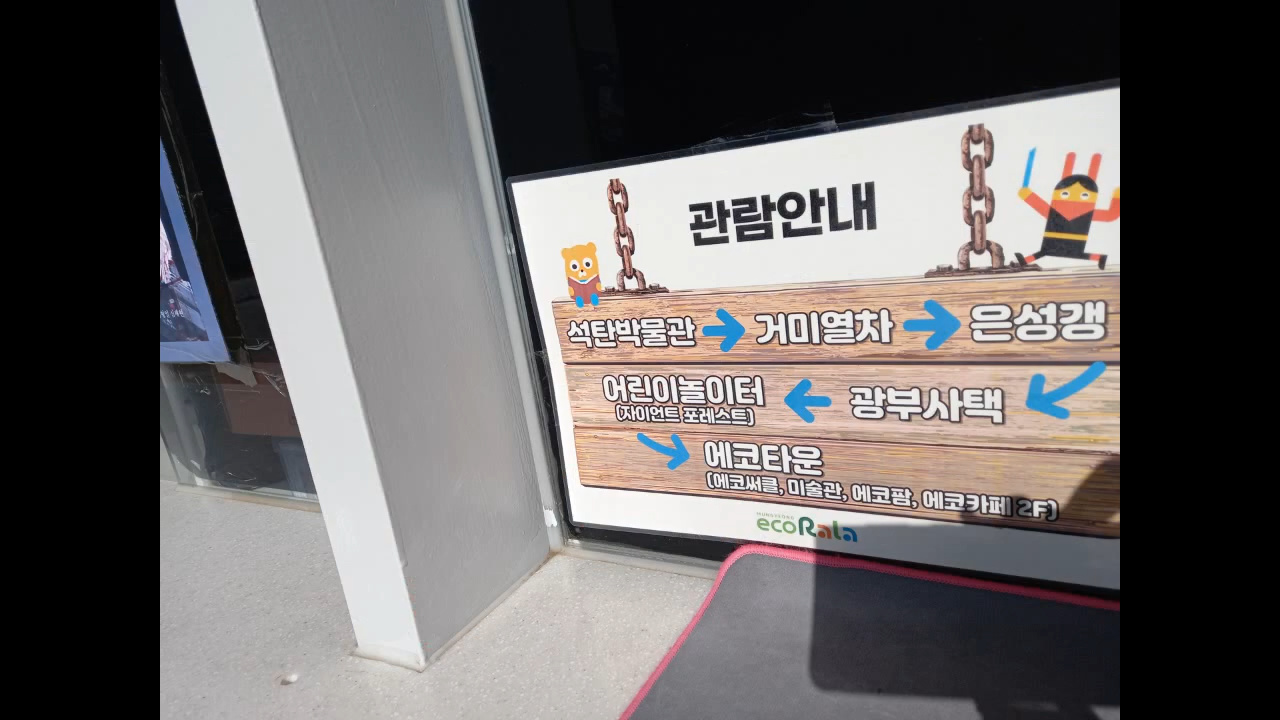 관람안내
석탄박물관 → 거미열차 → 은성갱
어린이놀이터 ← 광부사택
(자이언트 포레스트)
에코타운
(에코써클, 미술관, 에코팜, 에코카페 2F)
MUNGYEONG
ecoRala